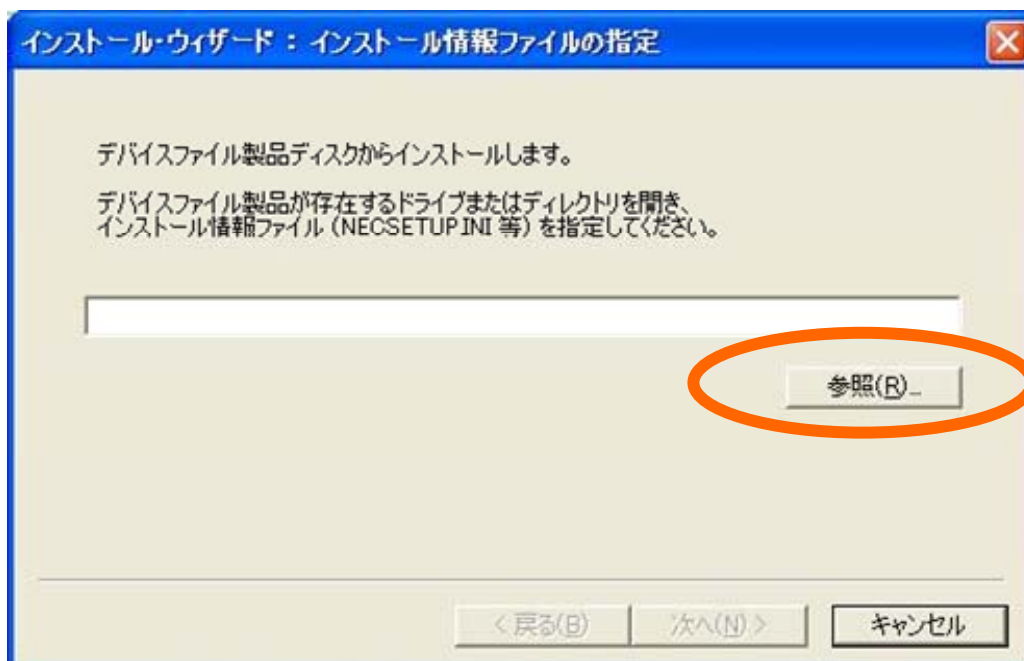 インストール・ウィザード : インストール情報ファイルの指定
デバイスファイル製品ディスクからインストールします。
デバイスファイル製品が存在するドライブまたはディレクトリを開き、
インストール情報ファイル (NECSETUP.INI 等) を指定してください。
参照(R)...
< 戻る(B)
次へ(N) >
キャンセル